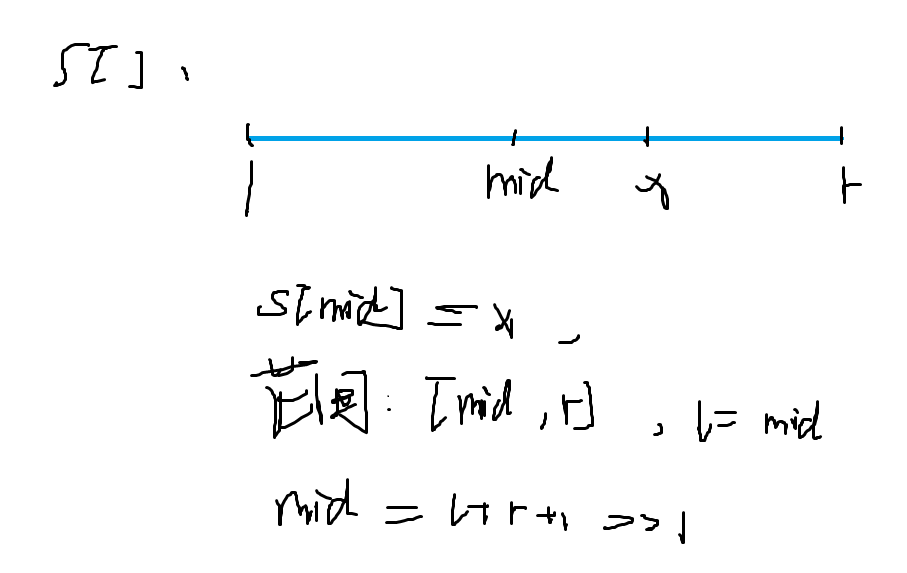 S[] :
l mid x r
S[mid] = x ,
区间: [mid, r] , l = mid
mid = l + r + 1 >> 1